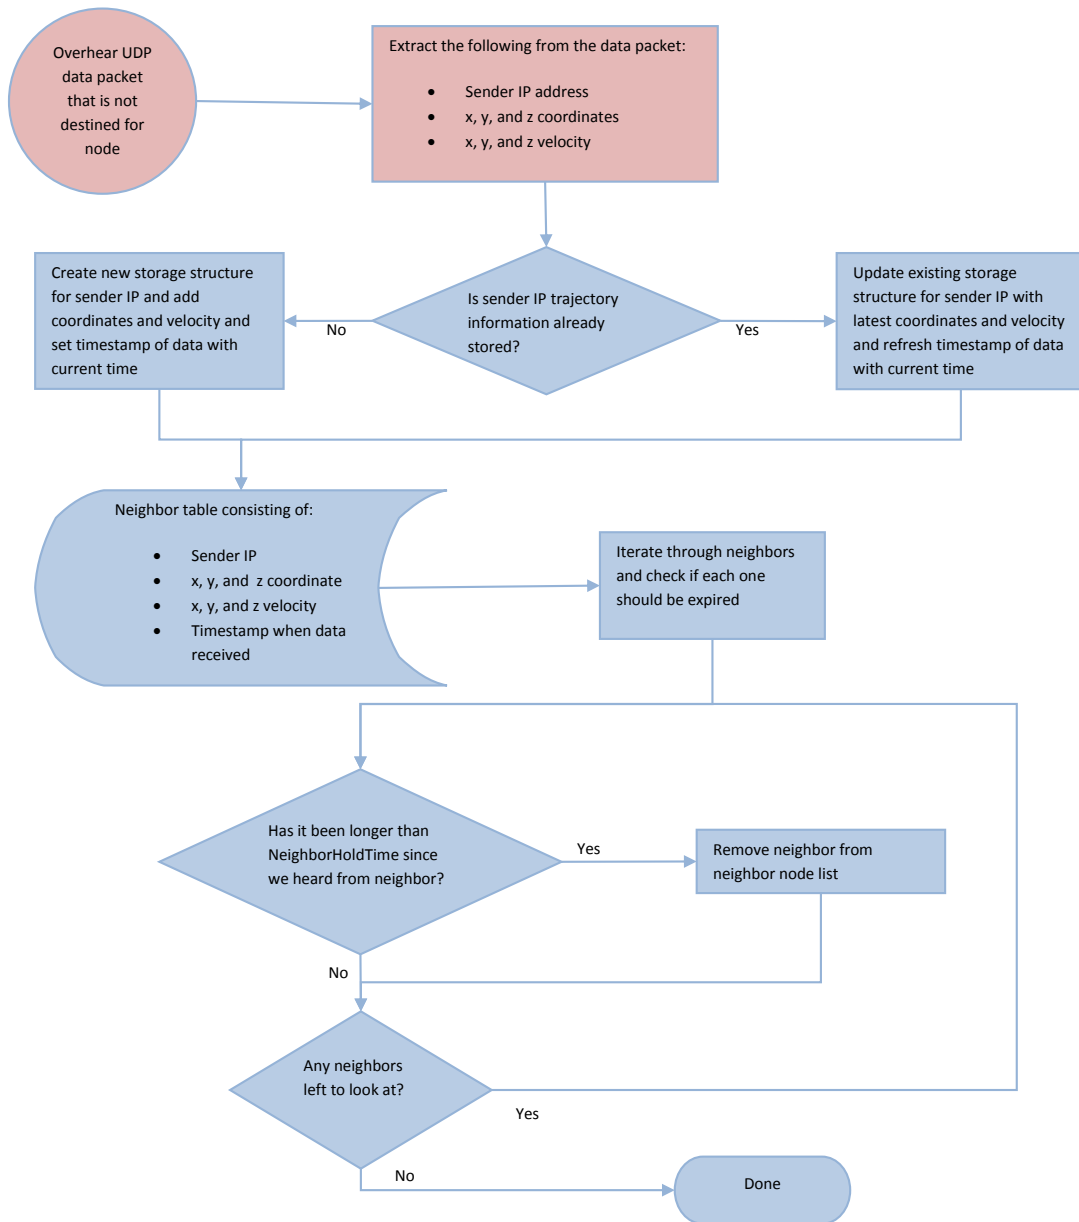 Overhear UDP
data packet
that is not
destined for
node
Extract the following from the data packet:
• Sender IP address
• x, y, and z coordinates
• x, y, and z velocity
Create new storage structure
for sender IP and add
coordinates and velocity and
set timestamp of data with
current time
No
Is sender IP trajectory
information already
stored?
Yes
Update existing storage
structure for sender IP with
latest coordinates and velocity
and refresh timestamp of data
with current time
Neighbor table consisting of:
• Sender IP
• x, y, and z coordinate
• x, y, and z velocity
• Timestamp when data
received
Iterate through neighbors
and check if each one
should be expired
Has it been longer than
NeighborHoldTime since
we heard from neighbor?
Yes
Remove neighbor from
neighbor node list
No
Any neighbors
left to look at?
Yes
No
Done